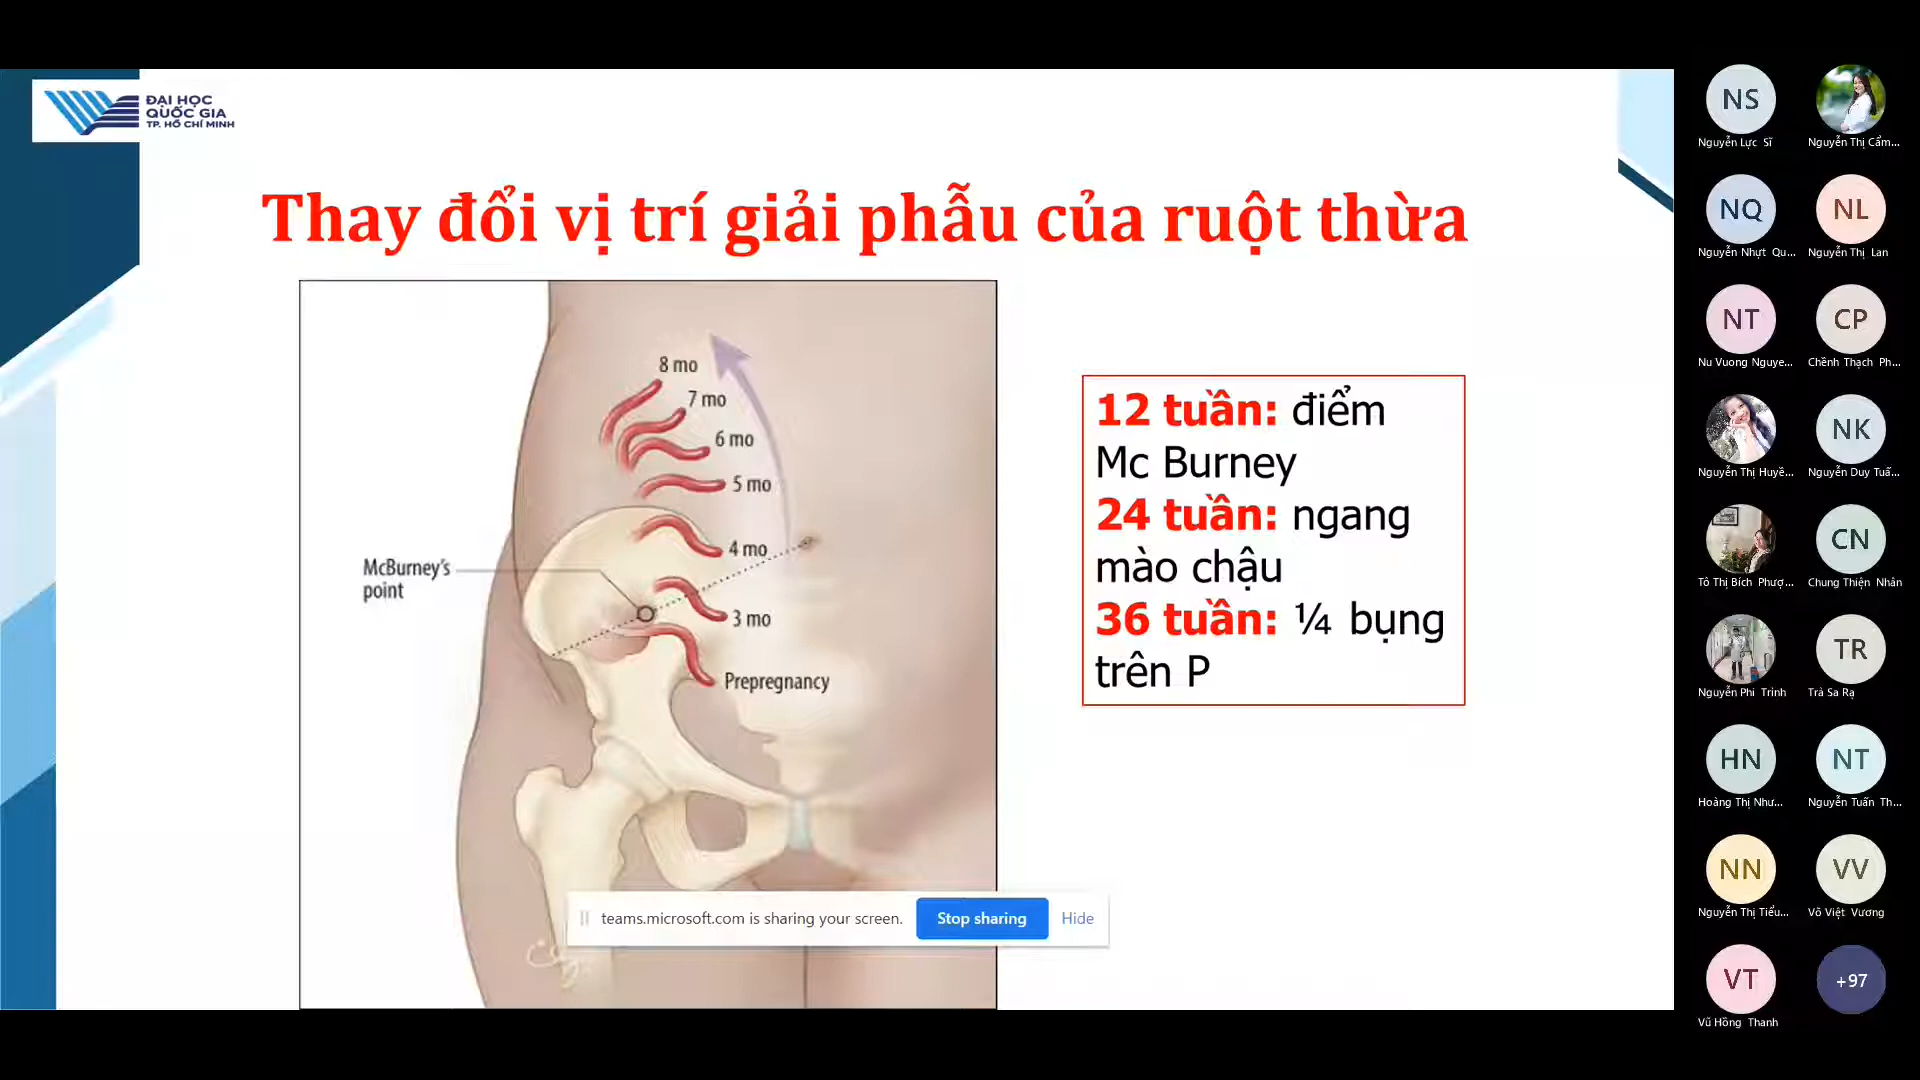 ĐẠI HỌC
QUỐC GIA
TP. HỒ CHÍ MINH
Thay đổi vị trí giải phẫu của ruột thừa
8 mo
7 mo
6 mo
5 mo
4 mo
McBurney's
point
3 mo
Prepregnancy
12 tuần: điểm
Mc Burney
24 tuần: ngang
mào chậu
36 tuần: ¼ bụng
trên P
teams.microsoft.com is sharing your screen.
Stop sharing
Hide
NS
Nguyễn Lực Sĩ
Nguyễn Thị Cẩm...
NQ
Nguyễn Nhựt Qu...
NL
Nguyễn Thị Lan
NT
Nu Vuong Nguye...
CP
Chềnh Thạch Ph...
Nguyễn Thị Huyề...
NK
Nguyễn Duy Tuấ...
Tô Thị Bích Phượ...
CN
Chung Thiện Nhân
Nguyễn Phi Trinh
TR
Trà Sa Rạ
HN
Hoàng Thị Như...
NT
Nguyễn Tuấn Th...
NN
Nguyễn Thị Tiểu...
VV
Võ Việt Vương
VT
Vũ Hồng Thanh
+97